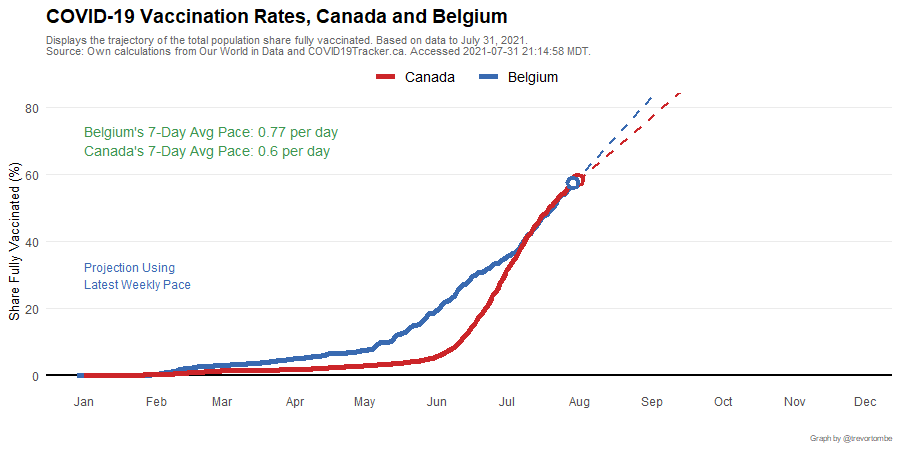 COVID-19 Vaccination Rates, Canada and Belgium
Displays the trajectory of the total population share fully vaccinated. Based on data to July 31, 2021.
Source: Own calculations from Our World in Data and COVID19Tracker.ca. Accessed 2021-07-31 21:14:58 MDT.
Canada Belgium
80
Belgium's 7-Day Avg Pace: 0.77 per day
Canada's 7-Day Avg Pace: 0.6 per day
60
Share Fully Vaccinated (%)
40
Projection Using
Latest Weekly Pace
20
0
Jan Feb Mar Apr May Jun Jul Aug Sep Oct Nov Dec
Graph by @trevortombe